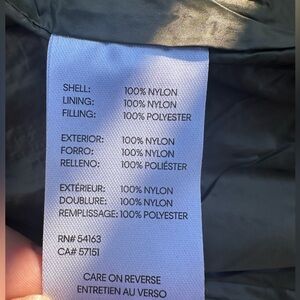 SHELL: 100% NYLON
LINING: 100% NYLON
FILLING: 100% POLYESTER
EXTERIOR: 100% NYLON
FORRO: 100% NYLON
RELLENO: 100% POLIÉSTER
EXTÉRIEUR: 100% NYLON
DOUBLURE: 100% NYLON
REMPLISSAGE: 100% POLYESTER
RN# 54163
CA# 57151
CARE ON REVERSE
ENTRETIEN AU VERSO